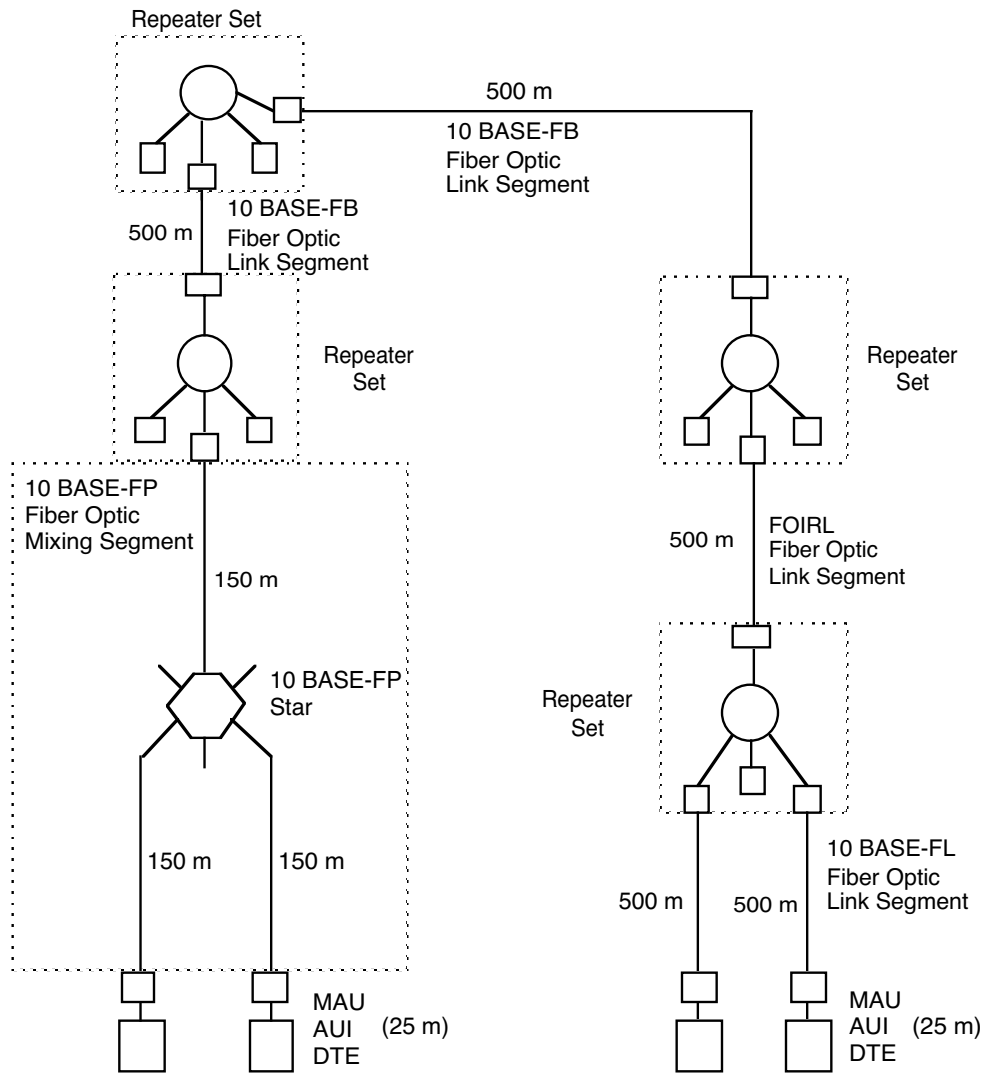 Repeater Set
500 m
10 BASE-FB
Fiber Optic
Link Segment
10 BASE-FB
500 m
Fiber Optic
Link Segment
Repeater
Set
Repeater
Set
10 BASE-FP
Fiber Optic
Mixing Segment
150 m
500 m
FOIRL
Fiber Optic
Link Segment
10 BASE-FP
Star
Repeater
Set
150 m
150 m
10 BASE-FL
Fiber Optic
Link Segment
500 m
500 m
MAU
AUI (25 m)
DTE
MAU
AUI (25 m)
DTE